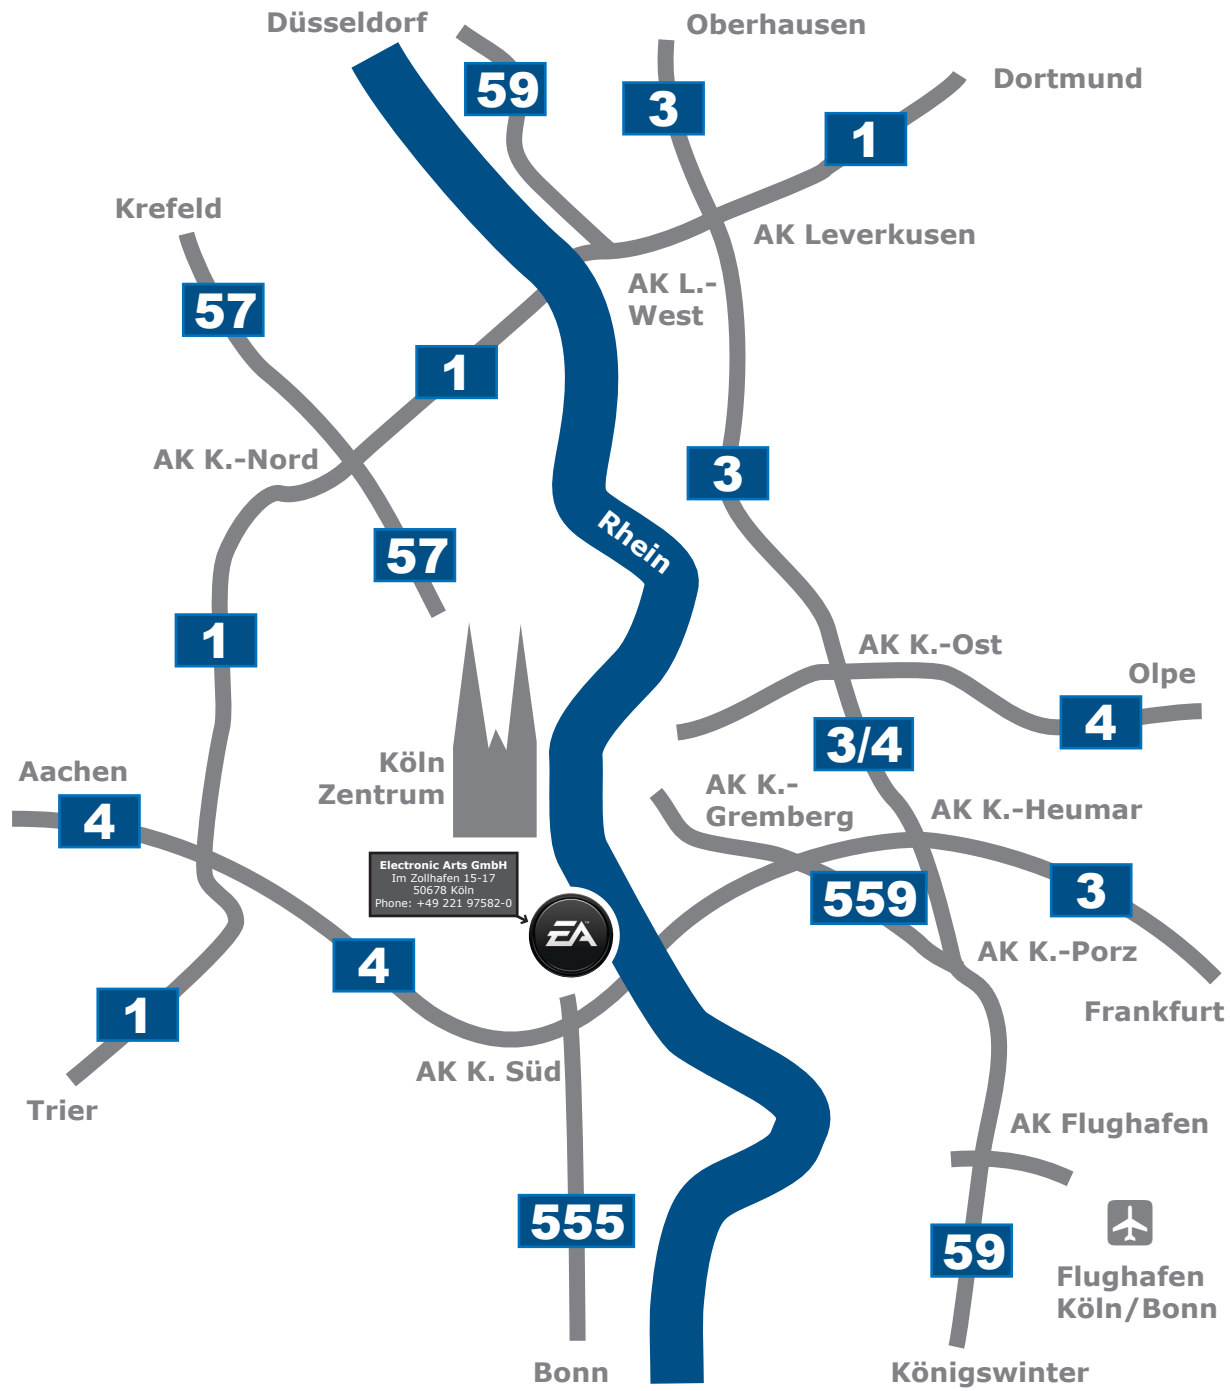 Düsseldorf
Oberhausen
59
3
Dortmund
1
Krefeld
AK Leverkusen
AK L.-
West
57
1
AK K.-Nord
3
Rhein
57
1
AK K.-Ost
Olpe
4
3/4
Köln
Zentrum
Aachen
4
AK K.-
Gremberg
AK K.-Heumar
Electronic Arts GmbH
Im Zollhafen 15-17
50678 Köln
Phone: +49 221 97582-0
EA
559
3
4
AK K.-Porz
1
Frankfurt
AK K. Süd
Trier
AK Flughafen
555
59
Flughafen
Köln/Bonn
Bonn
Königswinter